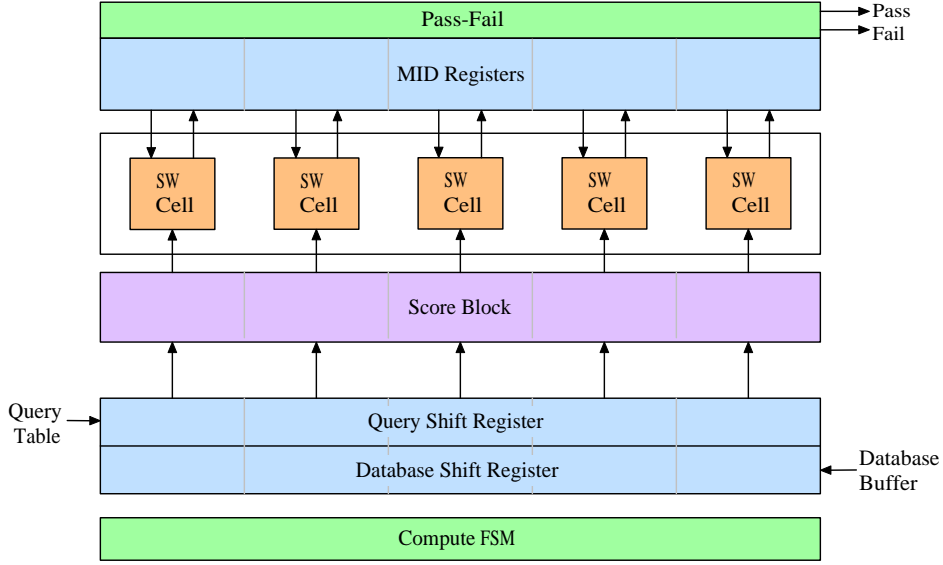 Pass-Fail
Pass
Fail
MID Registers
SW
Cell
SW
Cell
SW
Cell
SW
Cell
SW
Cell
Score Block
Query
Table
Query Shift Register
Database Shift Register
Database
Buffer
Compute FSM